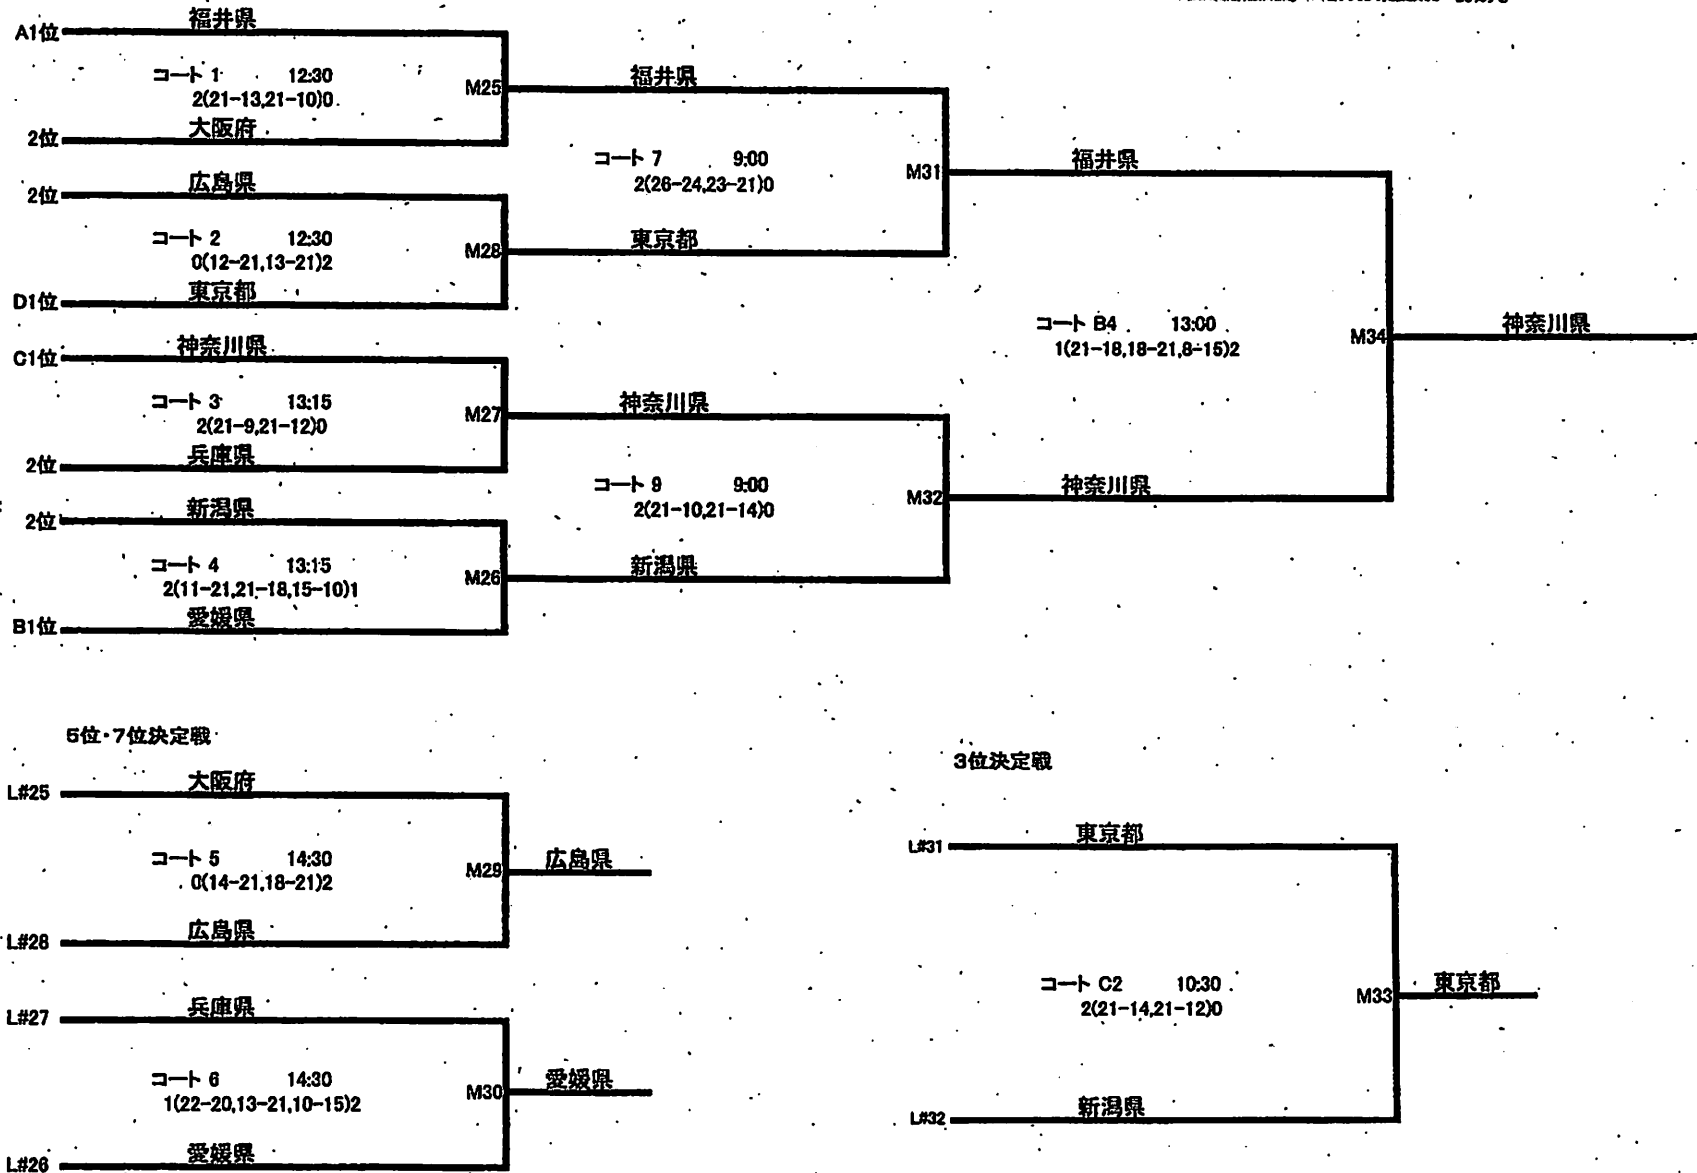 A1位 福井県
コート 1 12:30
2(21-13,21-10)0
M25
2位 大阪府
福井県
2位 広島県
コート 2 12:30
0(12-21,13-21)2
M28
D1位 東京都
コート 7 9:00
2(26-24,23-21)0
M31
東京都
福井県
C1位 神奈川県
コート 3 13:15
2(21-9,21-12)0
M27
2位 兵庫県
神奈川県
2位 新潟県
コート 4 13:15
2(11-21,21-18,15-10)1
M26
B1位 愛媛県
コート 9 9:00
2(21-10,21-14)0
M32
新潟県
神奈川県
コート B4 13:00
1(21-18,18-21,8-15)2
M34
神奈川県
5位・7位決定戦
L#25 大阪府
コート 5 14:30
0(14-21,18-21)2
M29
広島県
L#28 広島県
L#27 兵庫県
コート 6 14:30
1(22-20,13-21,10-15)2
M30
愛媛県
L#26 愛媛県
3位決定戦
L#31 東京都
コート C2 10:30
2(21-14,21-12)0
M33
東京都
L#32 新潟県